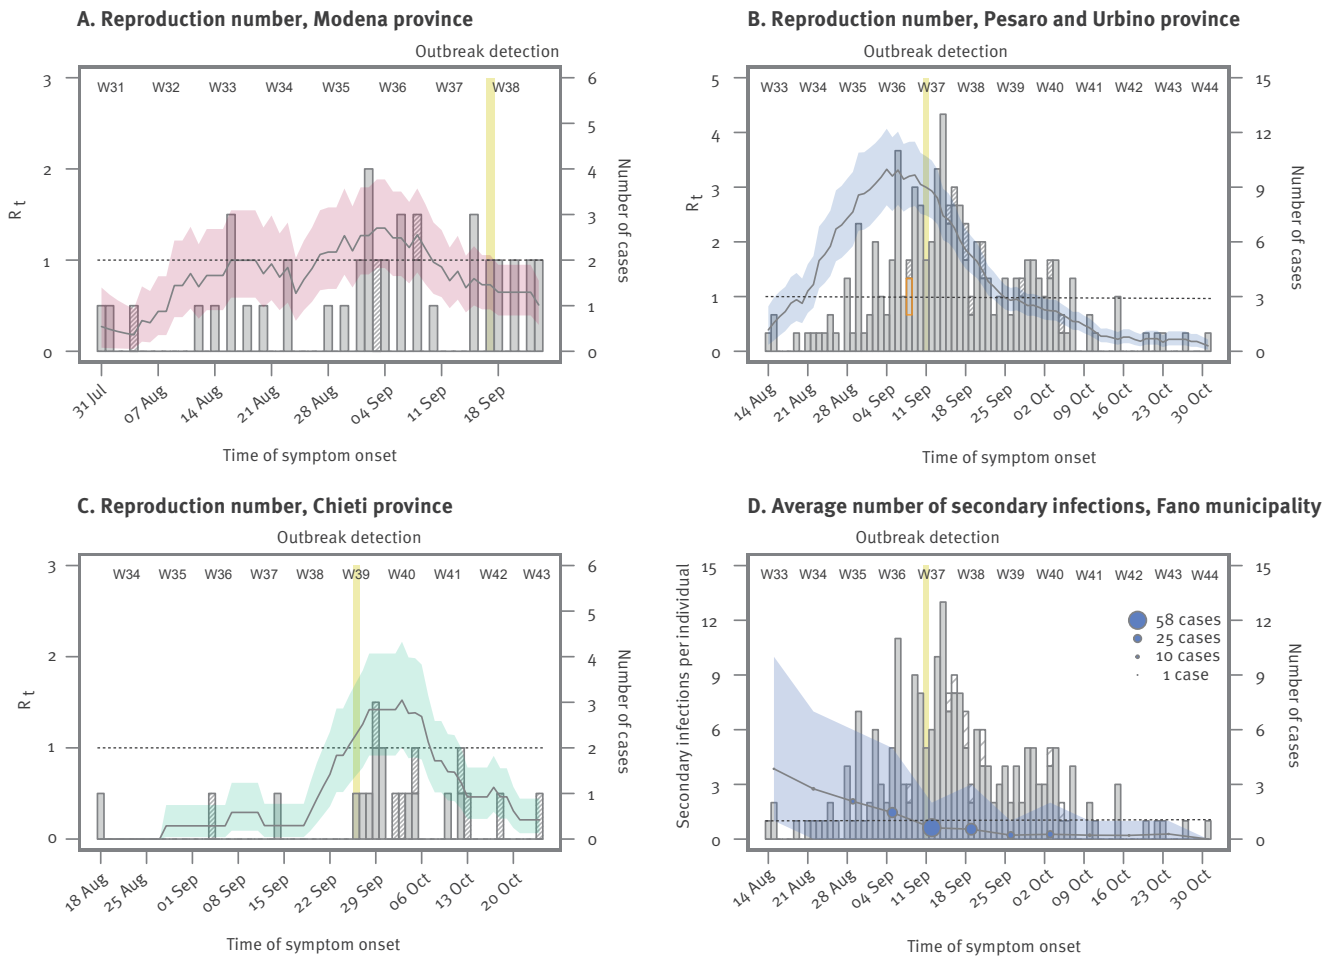 A. Reproduction number, Modena province
Outbreak detection
3
2
1
0
R t
W31 W32 W33 W34 W35 W36 W37 W38
6
5
4
3
2
1
0
Number of cases
31 Jul 07 Aug 14 Aug 21 Aug 28 Aug 04 Sep 11 Sep 18 Sep
Time of symptom onset
B. Reproduction number, Pesaro and Urbino province
Outbreak detection
5
4
3
2
1
0
R t
W33 W34 W35 W36 W37 W38 W39 W40 W41 W42 W43 W44
15
12
9
6
3
0
Number of cases
14 Aug 21 Aug 28 Aug 04 Sep 11 Sep 18 Sep 25 Sep 02 Oct 09 Oct 16 Oct 23 Oct 30 Oct
Time of symptom onset
C. Reproduction number, Chieti province
Outbreak detection
3
2
1
0
R t
W34 W35 W36 W37 W38 W39 W40 W41 W42 W43
6
5
4
3
2
1
0
Number of cases
18 Aug 25 Aug 01 Sep 08 Sep 15 Sep 22 Sep 29 Sep 06 Oct 13 Oct 20 Oct
Time of symptom onset
D. Average number of secondary infections, Fano municipality
Outbreak detection
15
12
9
6
3
0
Secondary infections per individual
W33 W34 W35 W36 W37 W38 W39 W40 W41 W42 W43 W44
58 cases
25 cases
10 cases
1 case
15
12
9
6
3
0
Number of cases
14 Aug 21 Aug 28 Aug 04 Sep 11 Sep 18 Sep 25 Sep 02 Oct 09 Oct 16 Oct 23 Oct 30 Oct
Time of symptom onset